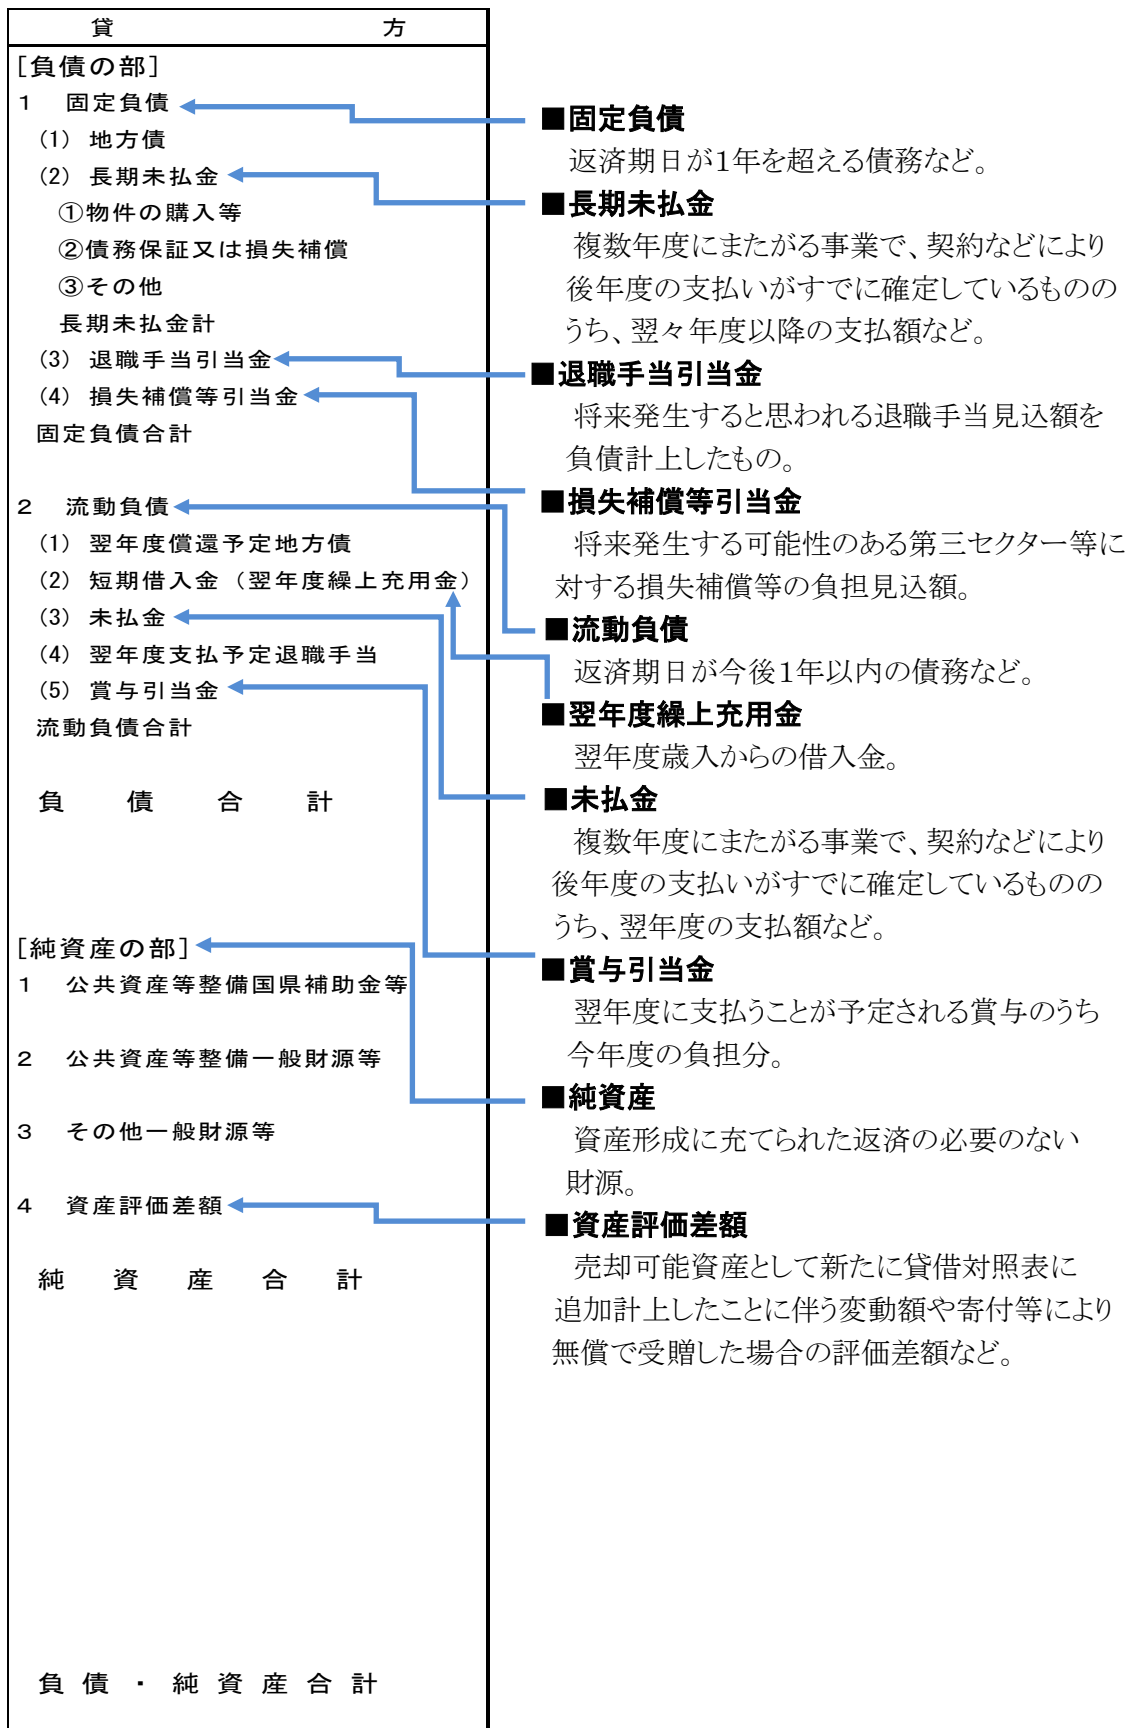 貸　　　方
[負債の部]
1　固定負債
(1) 地方債
(2) 長期未払金
①物件の購入等
②債務保証又は損失補償
③その他
長期未払金計
(3) 退職手当引当金
(4) 損失補償等引当金
固定負債合計
2　流動負債
(1) 翌年度償還予定地方債
(2) 短期借入金（翌年度繰上充用金）
(3) 未払金
(4) 翌年度支払予定退職手当
(5) 賞与引当金
流動負債合計
負　債　合　計
[純資産の部]
1　公共資産等整備国県補助金等
2　公共資産等整備一般財源等
3　その他一般財源等
4　資産評価差額
純　資　産　合　計
負 債 ・ 純 資 産 合 計
■固定負債
返済期日が１年を超える債務など。
■長期未払金
複数年度にまたがる事業で、契約などにより
後年度の支払いがすでに確定しているものの
うち、翌々年度以降の支払額など。
■退職手当引当金
将来発生すると思われる退職手当見込額を
負債計上したもの。
■損失補償等引当金
将来発生する可能性のある第三セクター等に
対する損失補償等の負担見込額。
■流動負債
返済期日が今後１年以内の債務など。
■翌年度繰上充用金
翌年度歳入からの借入金。
■未払金
複数年度にまたがる事業で、契約などにより
後年度の支払いがすでに確定しているものの
うち、翌年度の支払額など。
■賞与引当金
翌年度に支払うことが予定される賞与のうち
今年度の負担分。
■純資産
資産形成に充てられた返済の必要のない
財源。
■資産評価差額
売却可能資産として新たに貸借対照表に
追加計上したことに伴う変動額や寄付等により
無償で受贈した場合の評価差額など。